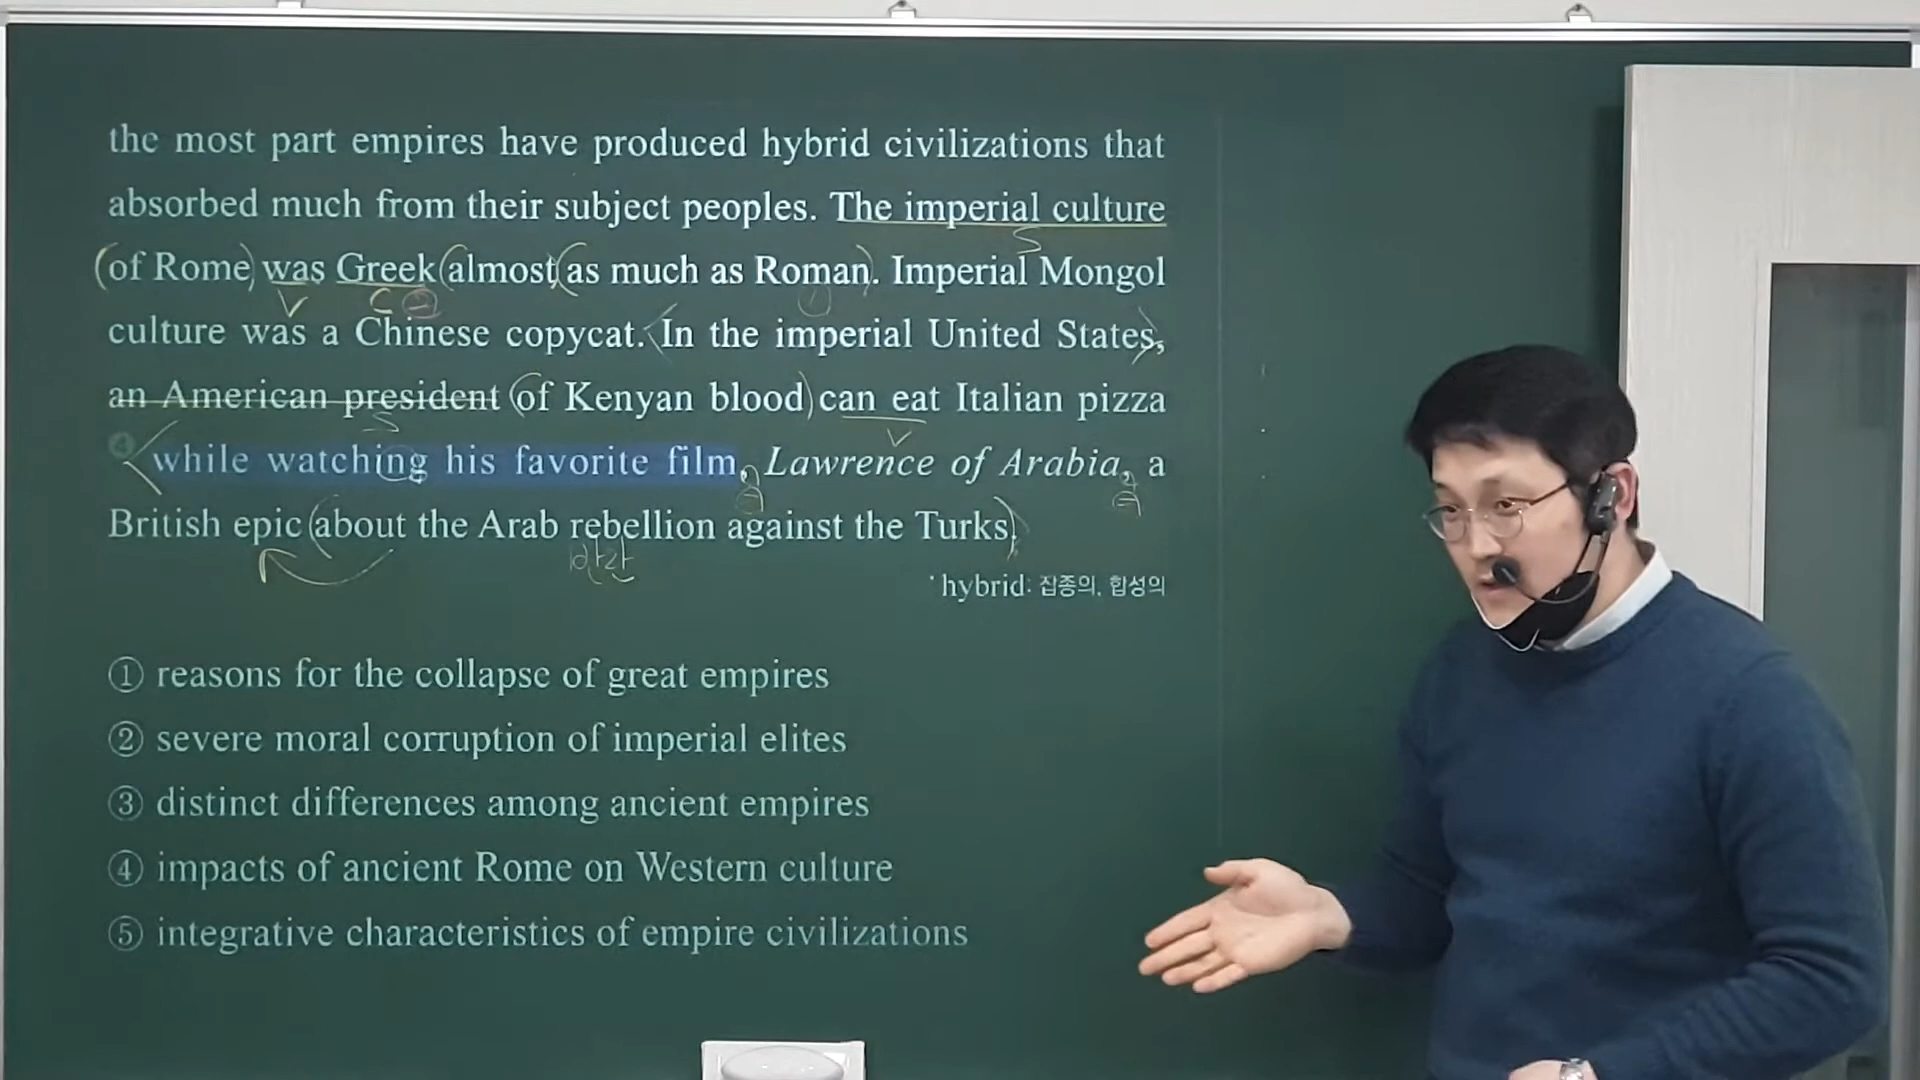 the most part empires have produced hybrid civilizations that
absorbed much from their subject peoples. The imperial culture
S
(of Rome) was Greek (almost (as much as Roman). Imperial Mongol
V C ② ①
culture was a Chinese copycat. <In the imperial United States>,
an American president (of Kenyan blood) can eat Italian pizza
S V
④ <while watching his favorite film, Lawrence of Arabia, a
British epic (about the Arab rebellion against the Turks).
반란
*hybrid: 집종의, 합성의
① reasons for the collapse of great empires
② severe moral corruption of imperial elites
③ distinct differences among ancient empires
④ impacts of ancient Rome on Western culture
⑤ integrative characteristics of empire civilizations